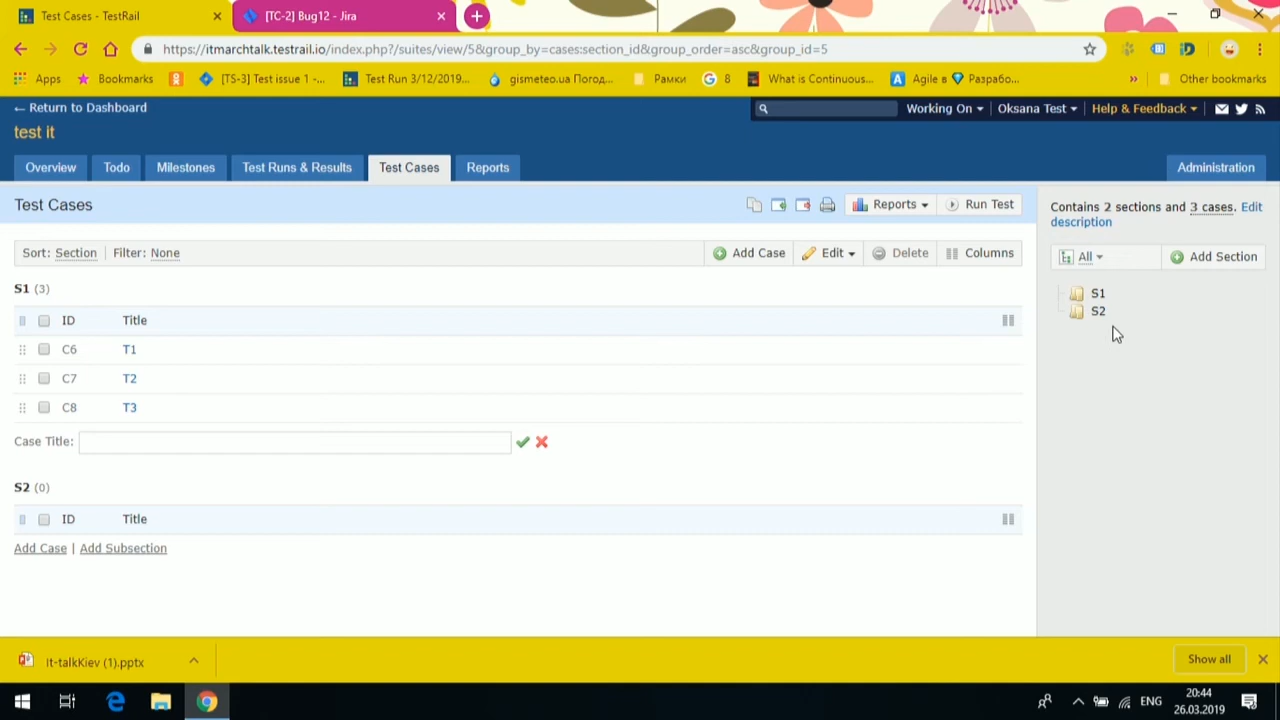 Test Cases - TestRail
[TC-2] Bug12 - Jira
https://itmarchtalk.testrail.io/index.php?/suites/view/5&group_by=cases:section_id&group_order=asc&group_id=5
Apps Bookmarks [TS-3] Test issue 1 -... Test Run 3/12/2019... gismeteo.ua Погод... Рамки 8 What is Continuous... Agile в Разрабо... » Other bookmarks
← Return to Dashboard
Working On Oksana Test Help & Feedback
test it
Overview Todo Milestones Test Runs & Results Test Cases Reports Administration
Test Cases
Reports Run Test
Contains 2 sections and 3 cases. Edit
description
Sort: Section Filter: None
Add Case Edit Delete Columns
All Add Section
S1 (3)
S1
S2
ID Title
C6 T1
C7 T2
C8 T3
Case Title:
S2 (0)
ID Title
Add Case | Add Subsection
It-talkKiev (1).pptx
Show all
ENG
20:44
26.03.2019